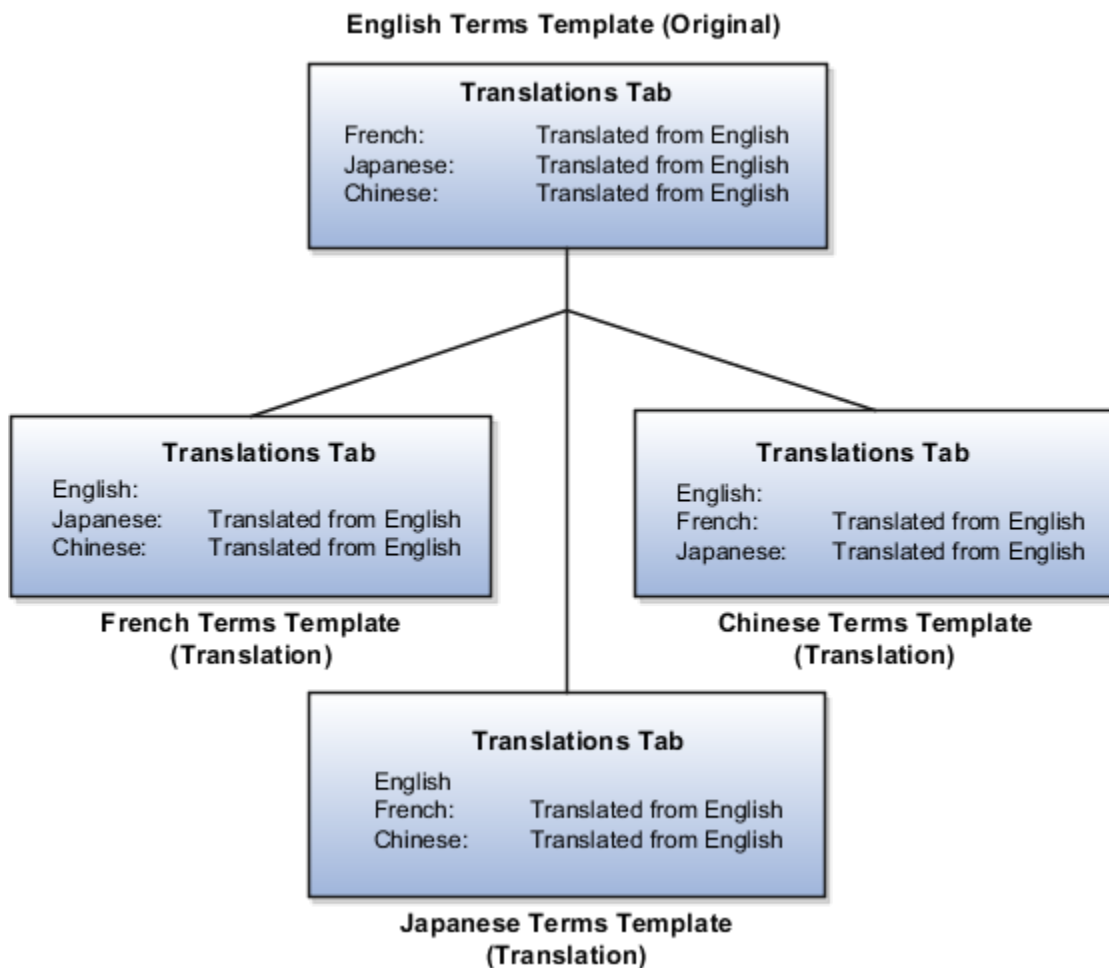 English Terms Template (Original)
Translations Tab
French: Translated from English
Japanese: Translated from English
Chinese: Translated from English
Translations Tab
English:
Japanese: Translated from English
Chinese: Translated from English
French Terms Template
(Translation)
Translations Tab
English:
French: Translated from English
Japanese: Translated from English
Chinese Terms Template
(Translation)
Translations Tab
English
French: Translated from English
Chinese: Translated from English
Japanese Terms Template
(Translation)